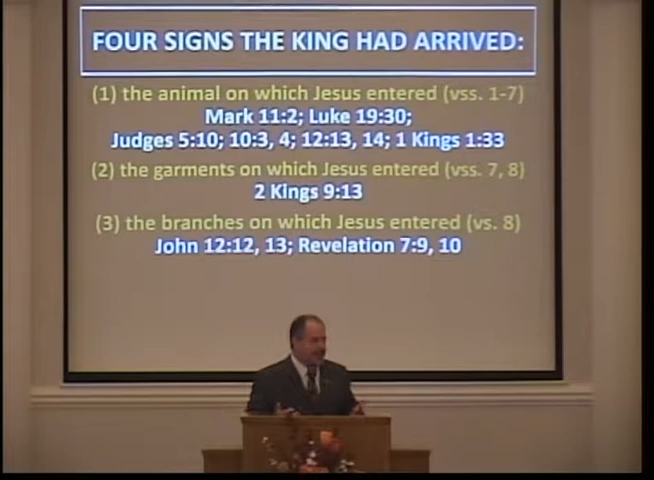 FOUR SIGNS THE KING HAD ARRIVED:
(1) the animal on which Jesus entered (vss. 1-7)
Mark 11:2; Luke 19:30;
Judges 5:10; 10:3, 4; 12:13, 14; 1 Kings 1:33
(2) the garments on which Jesus entered (vss. 7, 8)
2 Kings 9:13
(3) the branches on which Jesus entered (vs. 8)
John 12:12, 13; Revelation 7:9, 10